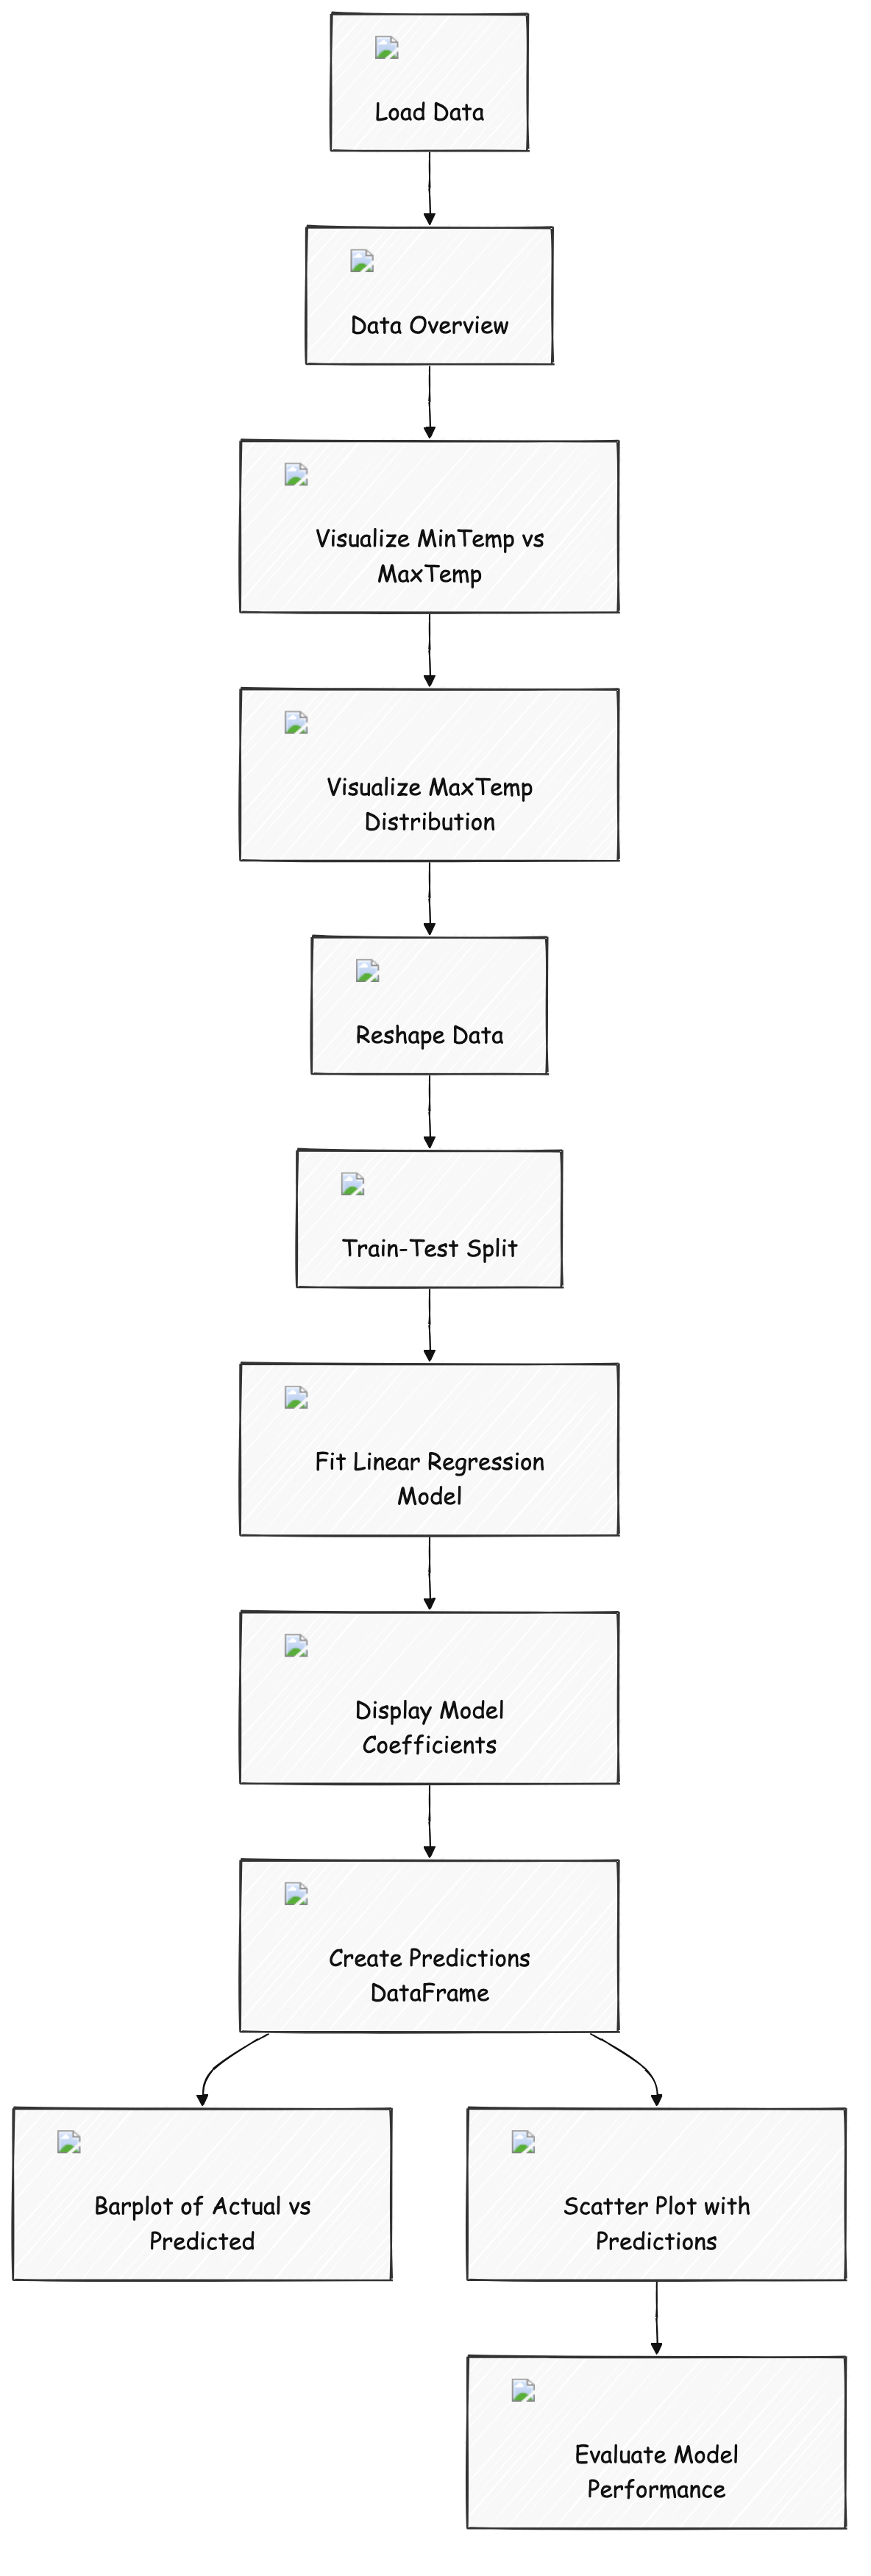 Load Data
Data Overview
Visualize MinTemp vs
MaxTemp
Visualize MaxTemp
Distribution
Reshape Data
Train-Test Split
Fit Linear Regression
Model
Display Model
Coefficients
Create Predictions
DataFrame
Barplot of Actual vs
Predicted
Scatter Plot with
Predictions
Evaluate Model
Performance